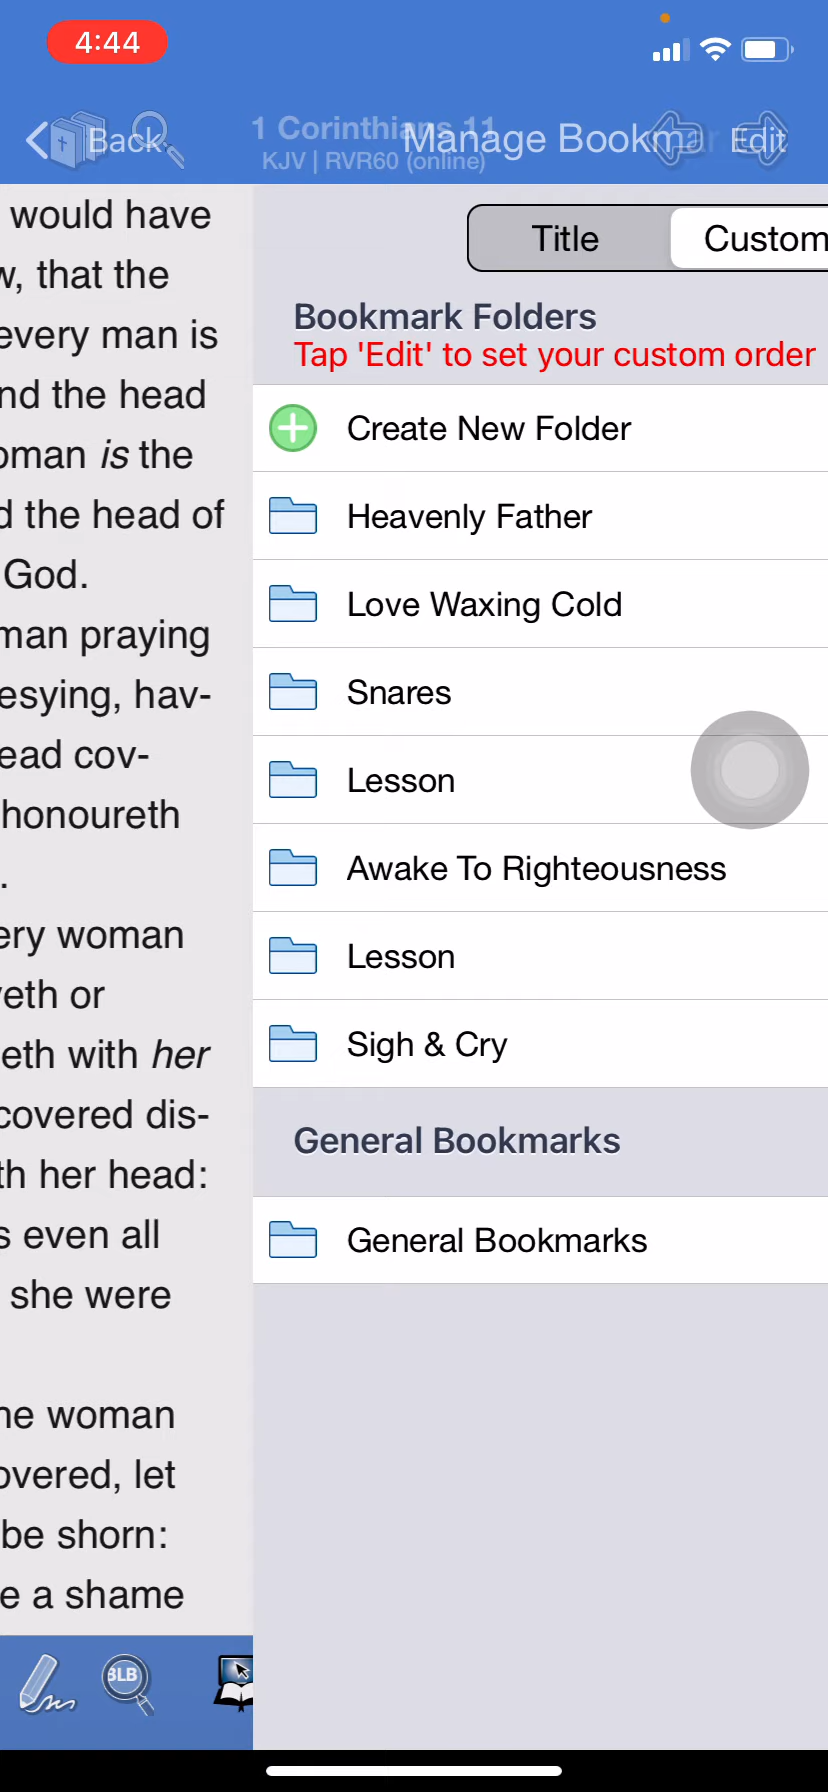 4:44
Back
1 Corinthians 11
KJV | RVR60 (online)
Manage Bookmar
Edit
Title
Custom
Bookmark Folders
Tap 'Edit' to set your custom order
Create New Folder
Heavenly Father
Love Waxing Cold
Snares
Lesson
Awake To Righteousness
Lesson
Sigh & Cry
General Bookmarks
General Bookmarks
would have
w, that the
every man is
nd the head
oman is the
d the head of
God.
man praying
esying, hav-
ead cov-
honoureth
.
ery woman
yeth or
eth with her
covered dis-
th her head:
s even all
she were
he woman
overed, let
be shorn:
e a shame
BLB